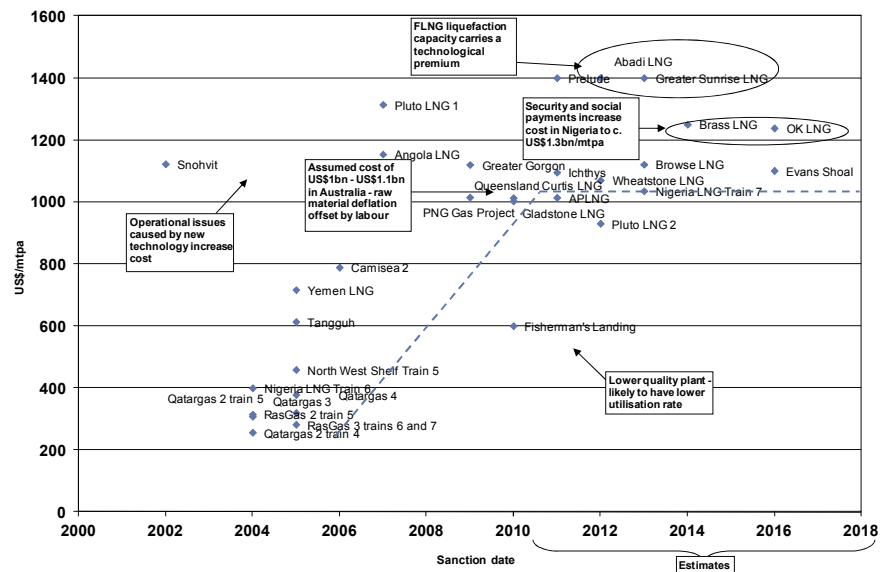 1600
1400
1200
1000
800
600
400
200
0
US$/mtpa
FLNG liquefaction
capacity carries a
technological
premium
Abadi LNG
Prelude
Greater Sunrise LNG
Pluto LNG 1
Security and social
payments increase
cost in Nigeria to c.
US$1.3bn/mtpa
Brass LNG
OK LNG
Angola LNG
Snohvit
Assumed cost of
US$1bn - US$1.1bn
in Australia - raw
material deflation
offset by labour
Greater Gorgon
Browse LNG
Ichthys
Evans Shoal
Queensland Curtis LNG
Wheatstone LNG
APLNG
Nigeria LNG Train 7
PNG Gas Project
Gladstone LNG
Pluto LNG 2
Operational issues
caused by new
technology increase
cost
Camisea 2
Yemen LNG
Tangguh
Fisherman's Landing
North West Shelf Train 5
Nigeria LNG Train 6
Qatargas 2 train 5
Qatargas 3
Qatargas 4
RasGas 2 train 5
RasGas 3 trains 6 and 7
Qatargas 2 train 4
Lower quality plant -
likely to have lower
utilisation rate
2000
2002
2004
2006
2008
2010
2012
2014
2016
2018
Sanction date
Estimates